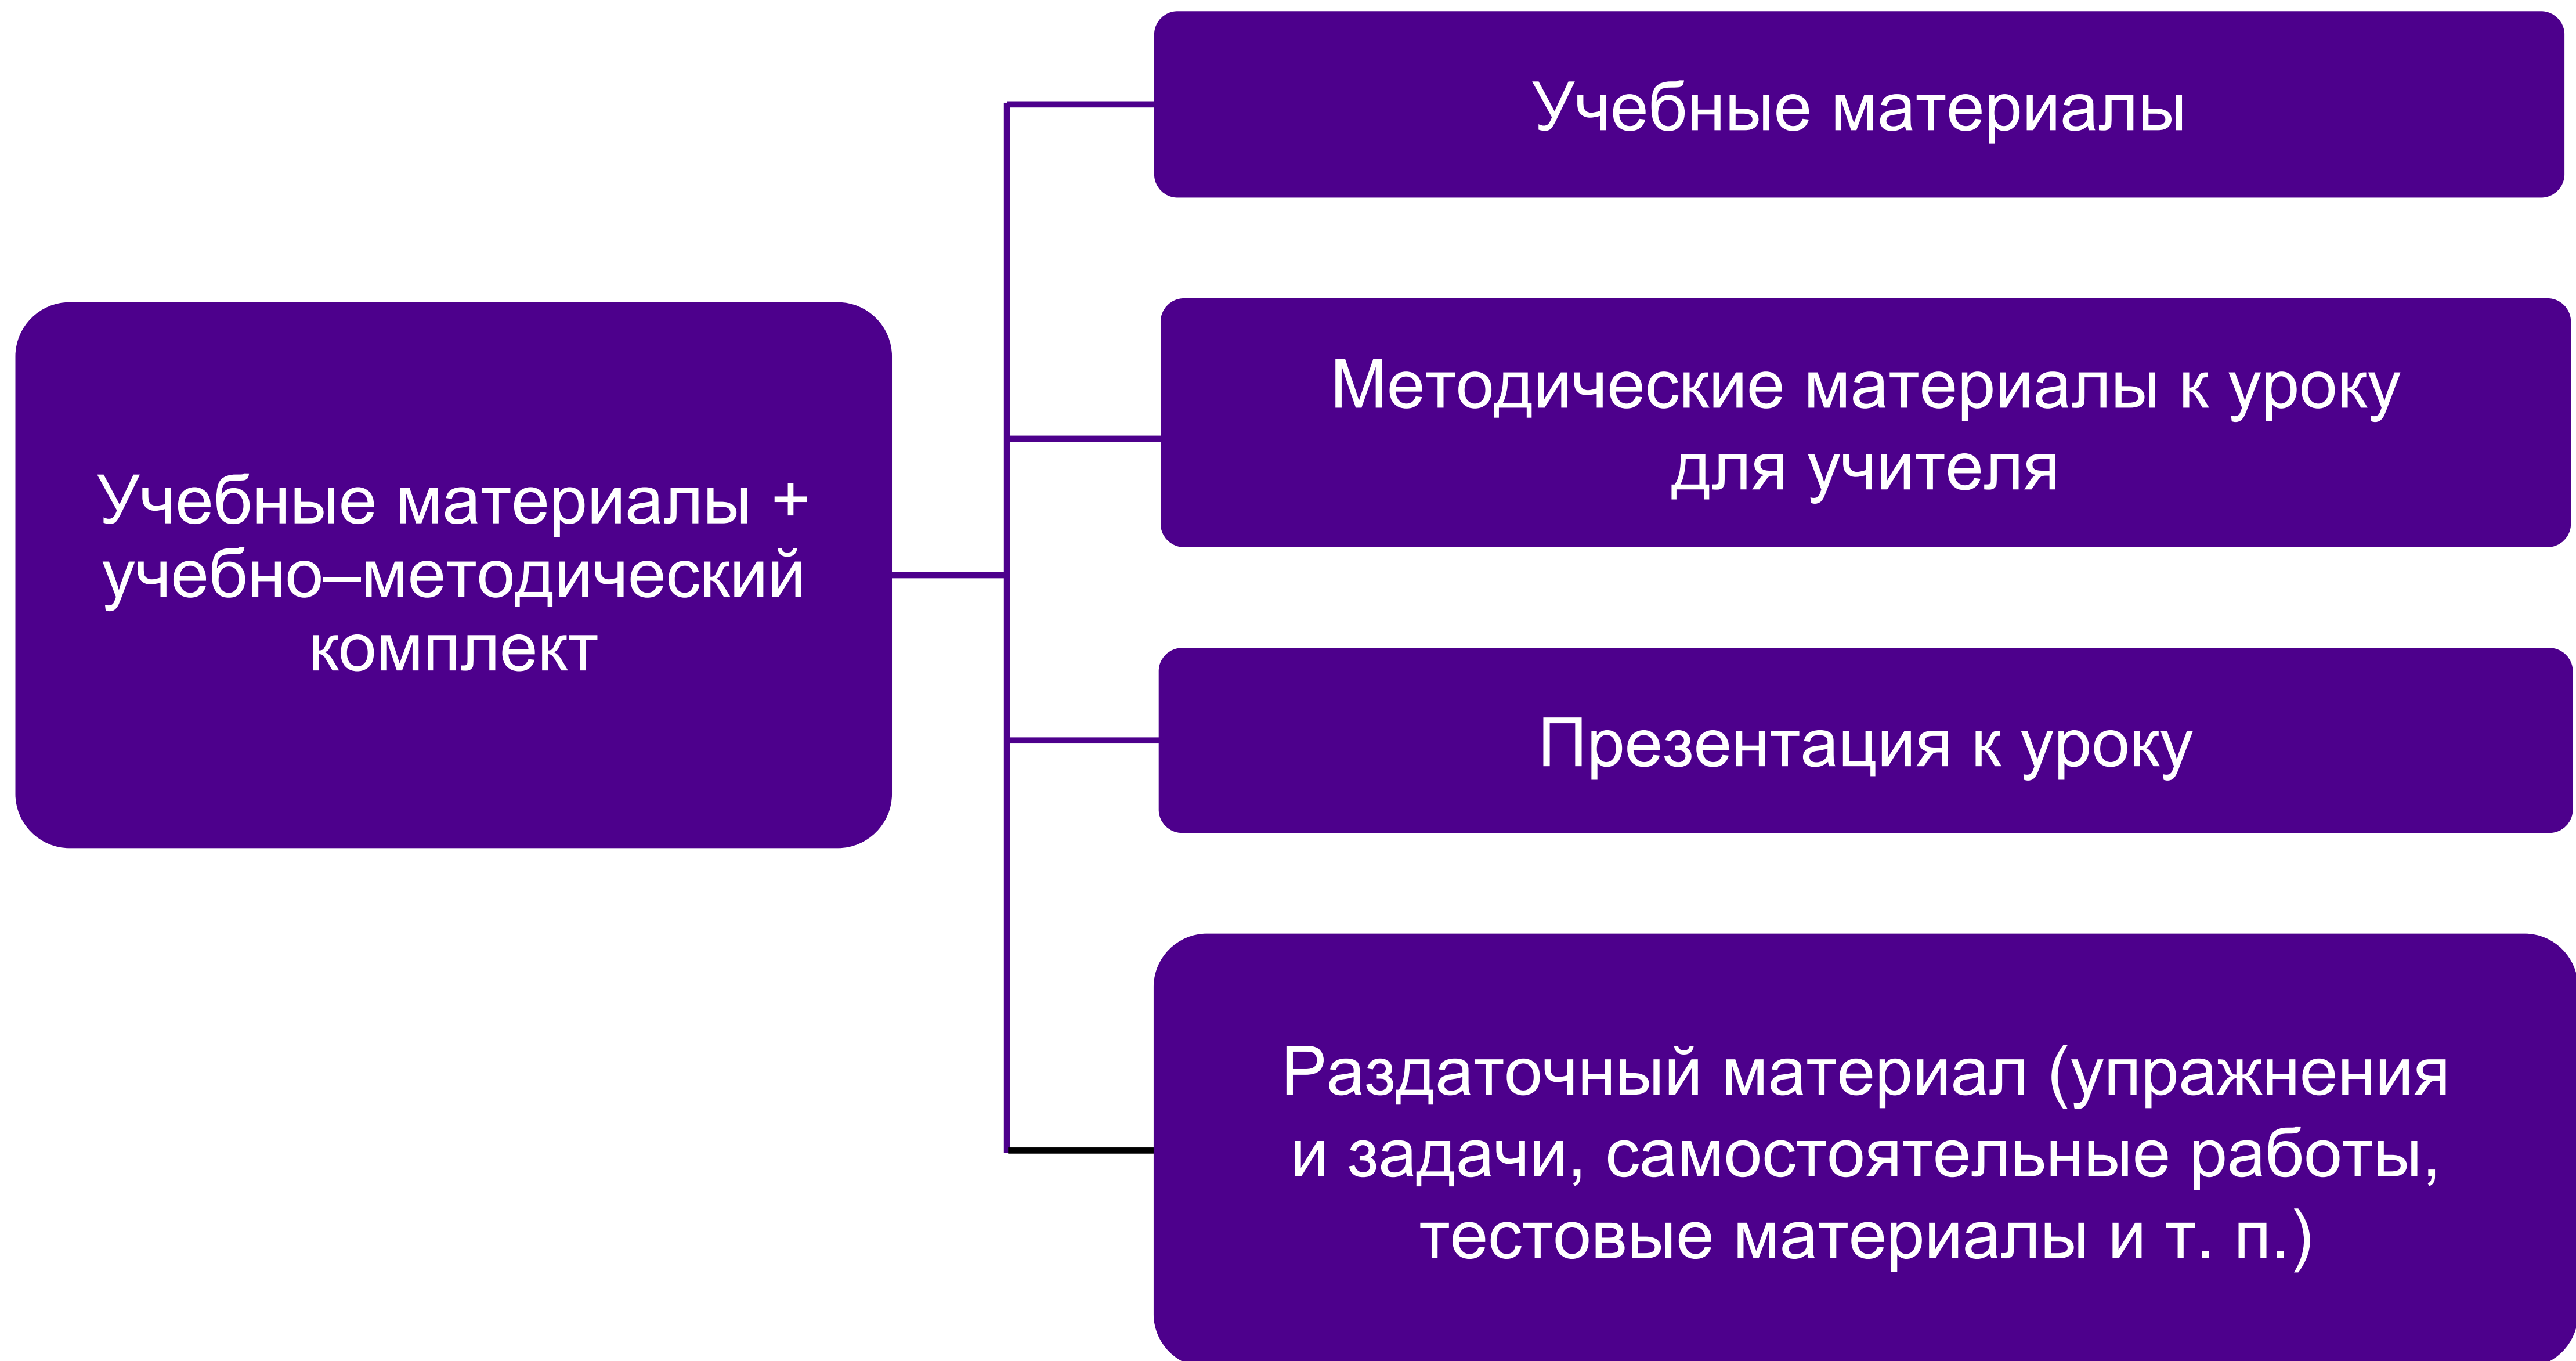 Учебные материалы
Учебные материалы +
учебно–методический
комплект
Методические материалы к уроку
для учителя
Презентация к уроку
Раздаточный материал (упражнения
и задачи, самостоятельные работы,
тестовые материалы и т. п.)